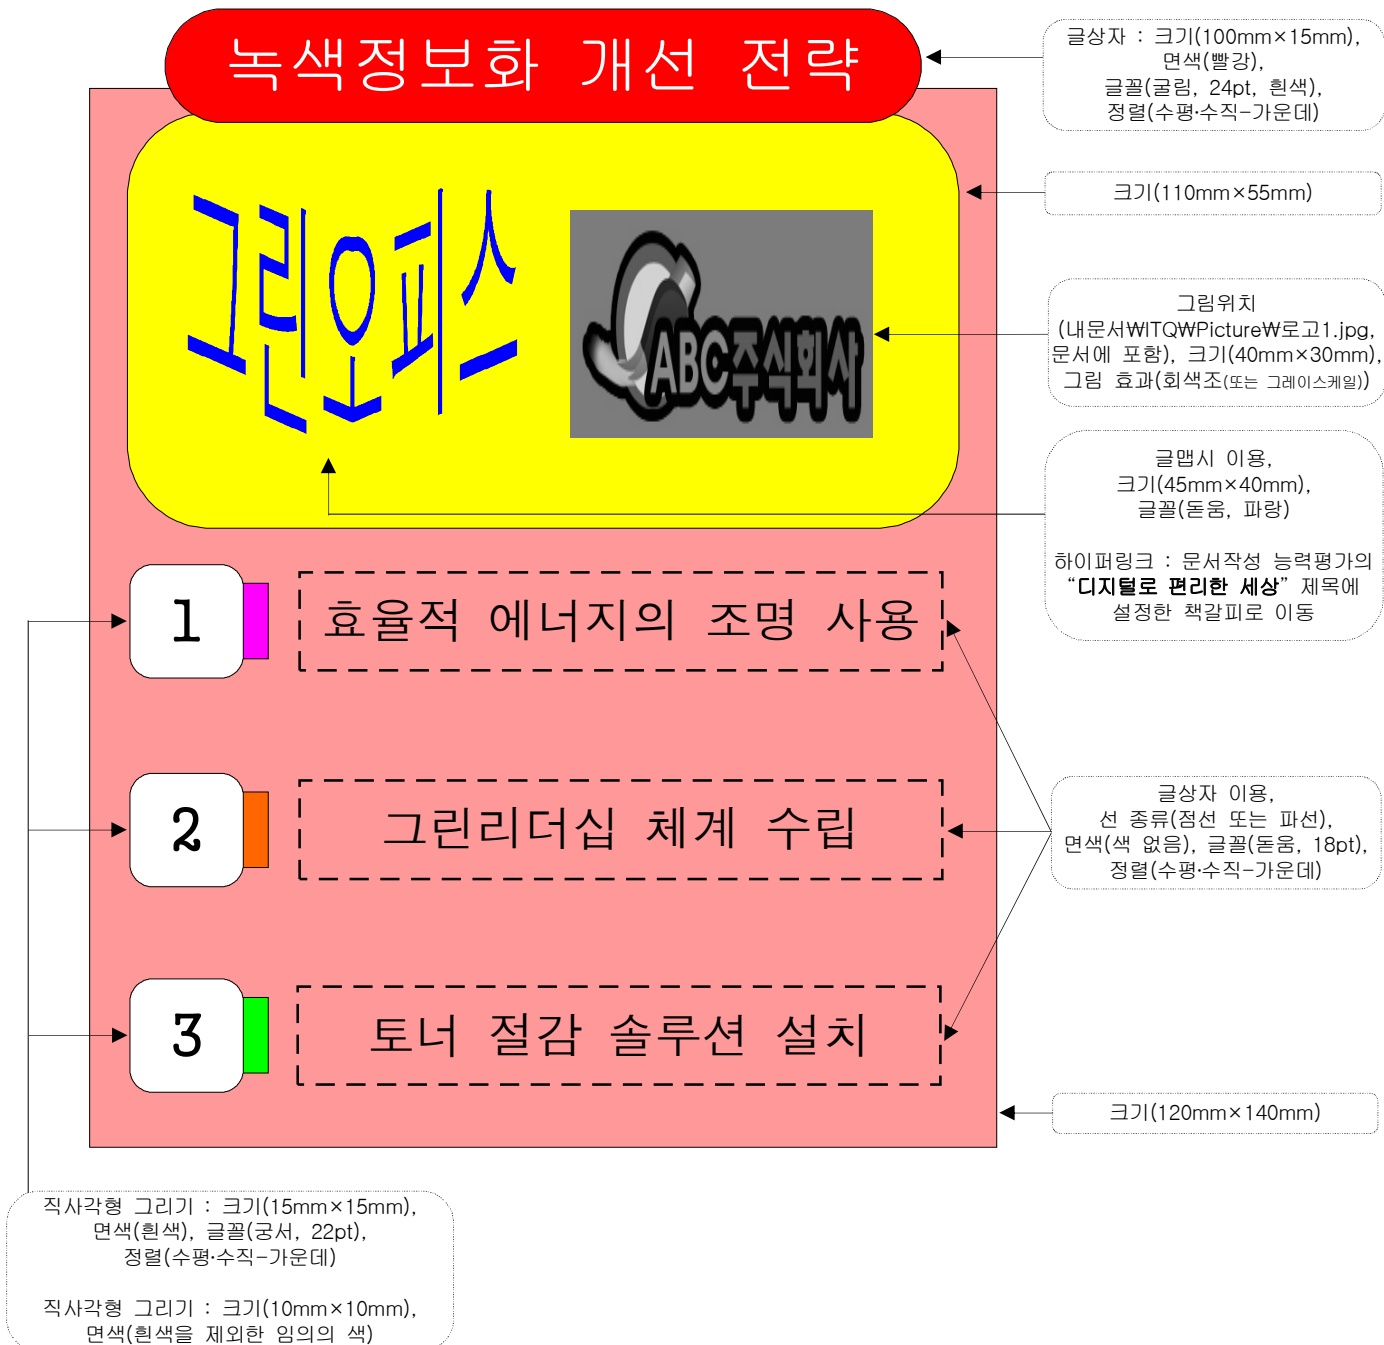 녹색정보화 개선 전략
글상자 : 크기(100mm×15mm),
면색(빨강),
글꼴(굴림, 24pt, 흰색),
정렬(수평·수직-가운데)
크기(110mm×55mm)
그린오피스
ABC주식회사
그림위치
(내문서₩ITQ₩Picture₩로고1.jpg,
문서에 포함), 크기(40mm×30mm),
그림 효과(회색조(또는 그레이스케일))
글맵시 이용,
크기(45mm×40mm),
글꼴(돋움, 파랑)
하이퍼링크 : 문서작성 능력평가의
“디지털로 편리한 세상” 제목에
설정한 책갈피로 이동
1
효율적 에너지의 조명 사용
2
그린리더십 체계 수립
글상자 이용,
선 종류(점선 또는 파선),
면색(색 없음), 글꼴(돋움, 18pt),
정렬(수평·수직-가운데)
3
토너 절감 솔루션 설치
크기(120mm×140mm)
직사각형 그리기 : 크기(15mm×15mm),
면색(흰색), 글꼴(궁서, 22pt),
정렬(수평·수직-가운데)
직사각형 그리기 : 크기(10mm×10mm),
면색(흰색을 제외한 임의의 색)